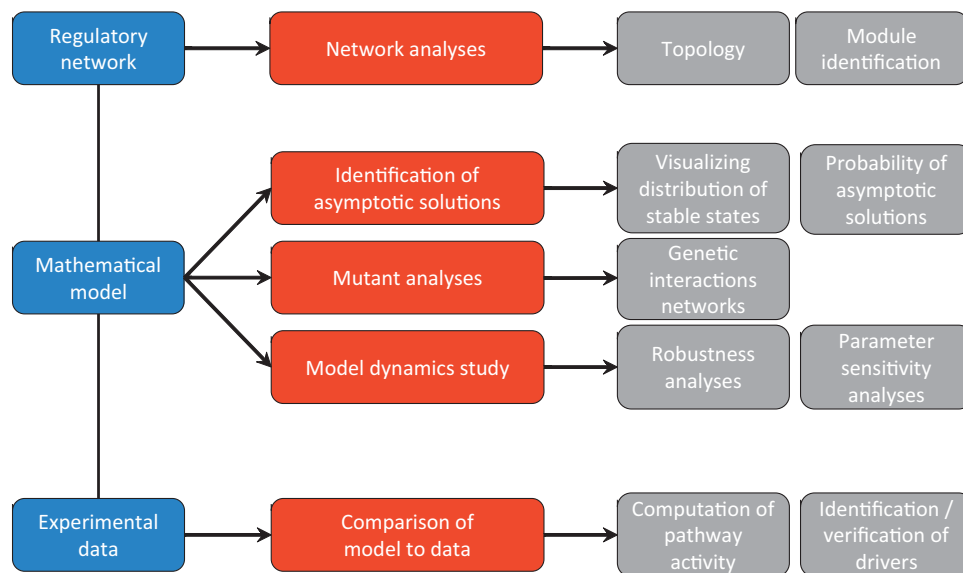 Regulatory
network
Network analyses
Topology
Module
identification
Identification of
asymptotic solutions
Visualizing
distribution of
stable states
Probability of
asymptotic
solutions
Mathematical
model
Mutant analyses
Genetic
interactions
networks
Model dynamics study
Robustness
analyses
Parameter
sensitivity
analyses
Experimental
data
Comparison of
model to data
Computation of
pathway
activity
Identification /
verification of
drivers